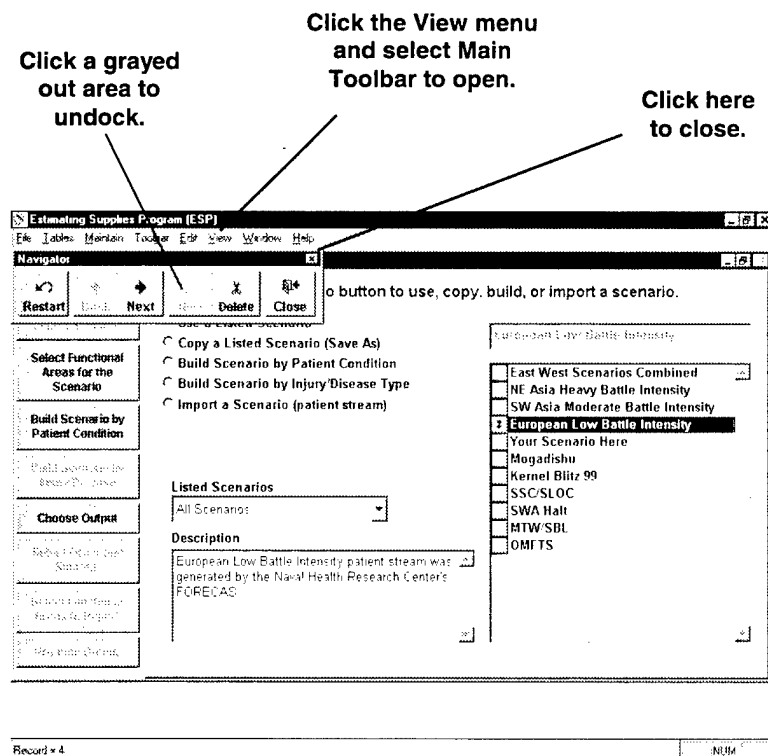 Click the View menu
and select Main
Toolbar to open.
Click a grayed
out area to
undock.
Click here
to close.
Estimating Supplies Program (ESP)
File Tables Maintain Toolbar Edit View Window Help
Navigator
Restart Next Delete Close
o button to use, copy, build, or import a scenario.
Use a Listed Scenario
Copy a Listed Scenario (Save As)
Build Scenario by Patient Condition
Build Scenario by Injury/Disease Type
Import a Scenario (patient stream)
Select Functional
Areas for the
Scenario
Build Scenario by
Patient Condition
Choose Output
Listed Scenarios
All Scenarios
Description
European Low Battle Intensity patient stream was
generated by the Naval Health Research Center's
FORECAS
European Low Battle Intensity
East West Scenarios Combined
NE Asia Heavy Battle Intensity
SW Asia Moderate Battle Intensity
European Low Battle Intensity
Your Scenario Here
Mogadishu
Kernel Blitz 99
SSC/SLOC
SWA Halt
MTW/SBL
OMFTS
Record = 4
NUM